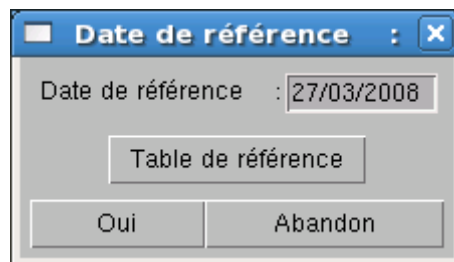 Date de référence :
Date de référence : 27/03/2008
Table de référence
Oui Abandon